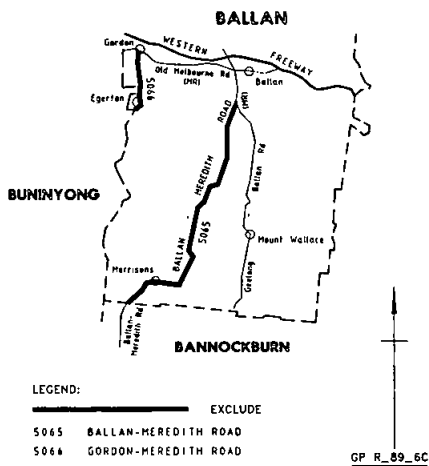 BALLAN
Gordon
WESTERN
FREEWAY
Old Melbourne Rd
(MR)
Ballan
Egerton
5066
ROAD
(MR)
MEREDITH
Ballan Rd
BUNINYONG
BALLAN
5065
Mount Wallace
Morrisons
Geelong
Ballan-
Meredith Rd
BANNOCKBURN
LEGEND:
EXCLUDE
5065 BALLAN-MEREDITH ROAD
5066 GORDON-MEREDITH ROAD
GP R_89_6C